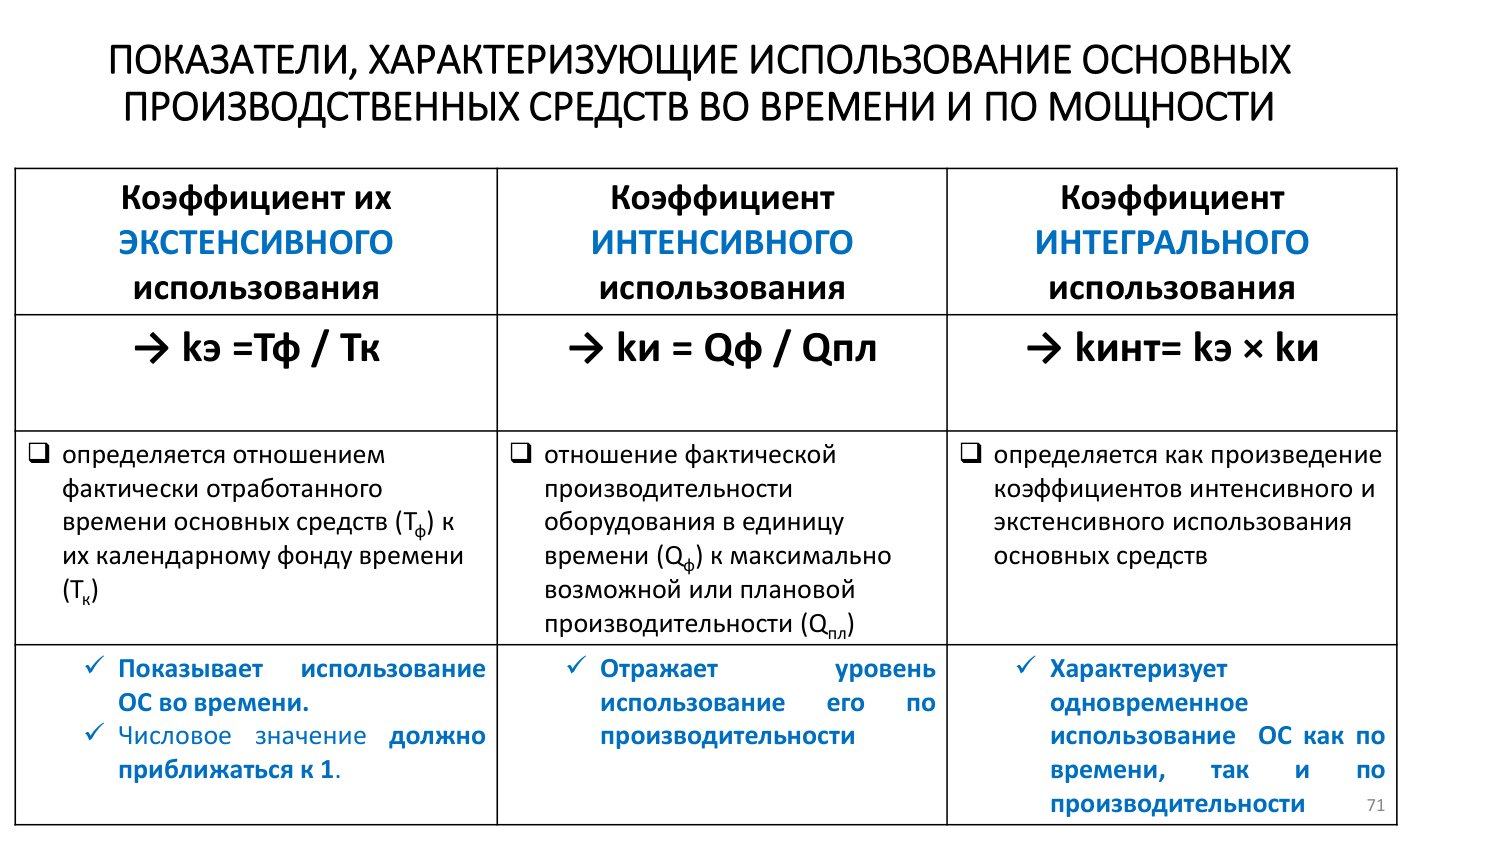 ПОКАЗАТЕЛИ, ХАРАКТЕРИЗУЮЩИЕ ИСПОЛЬЗОВАНИЕ ОСНОВНЫХ
ПРОИЗВОДСТВЕННЫХ СРЕДСТВ ВО ВРЕМЕНИ И ПО МОЩНОСТИ
Коэффициент их
ЭКСТЕНСИВНОГО
использования
Коэффициент
ИНТЕНСИВНОГО
использования
Коэффициент
ИНТЕГРАЛЬНОГО
использования
→ kэ =Тф / Тк
→ kи = Qф / Qпл
→ kинт= kэ × kи
❑ определяется отношением
фактически отработанного
времени основных средств (Тф) к
их календарному фонду времени
(Тк)
❑ отношение фактической
производительности
оборудования в единицу
времени (Qф) к максимально
возможной или плановой
производительности (Qпл)
❑ определяется как произведение
коэффициентов интенсивного и
экстенсивного использования
основных средств
✓ Показывает использование
ОС во времени.
✓ Числовое значение должно
приближаться к 1.
✓ Отражает уровень
использование его по
производительности
✓ Характеризует
одновременное
использование ОС как по
времени, так и по
производительности
71